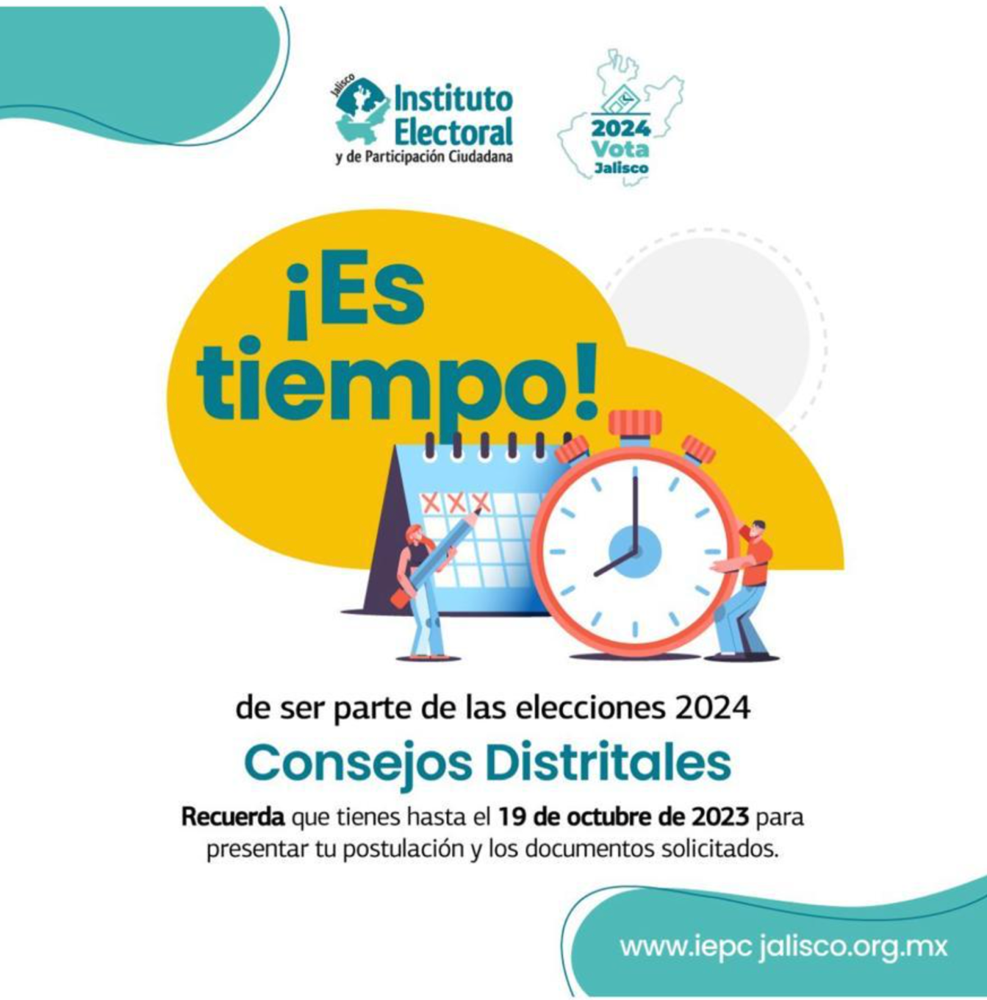 Jalisco
Instituto
Electoral
y de Participación Ciudadana
2024
Vota
Jalisco
¡Es
tiempo!
X X X
de ser parte de las elecciones 2024
Consejos Distritales
Recuerda que tienes hasta el 19 de octubre de 2023 para
presentar tu postulación y los documentos solicitados.
www.iepc jalisco.org.mx